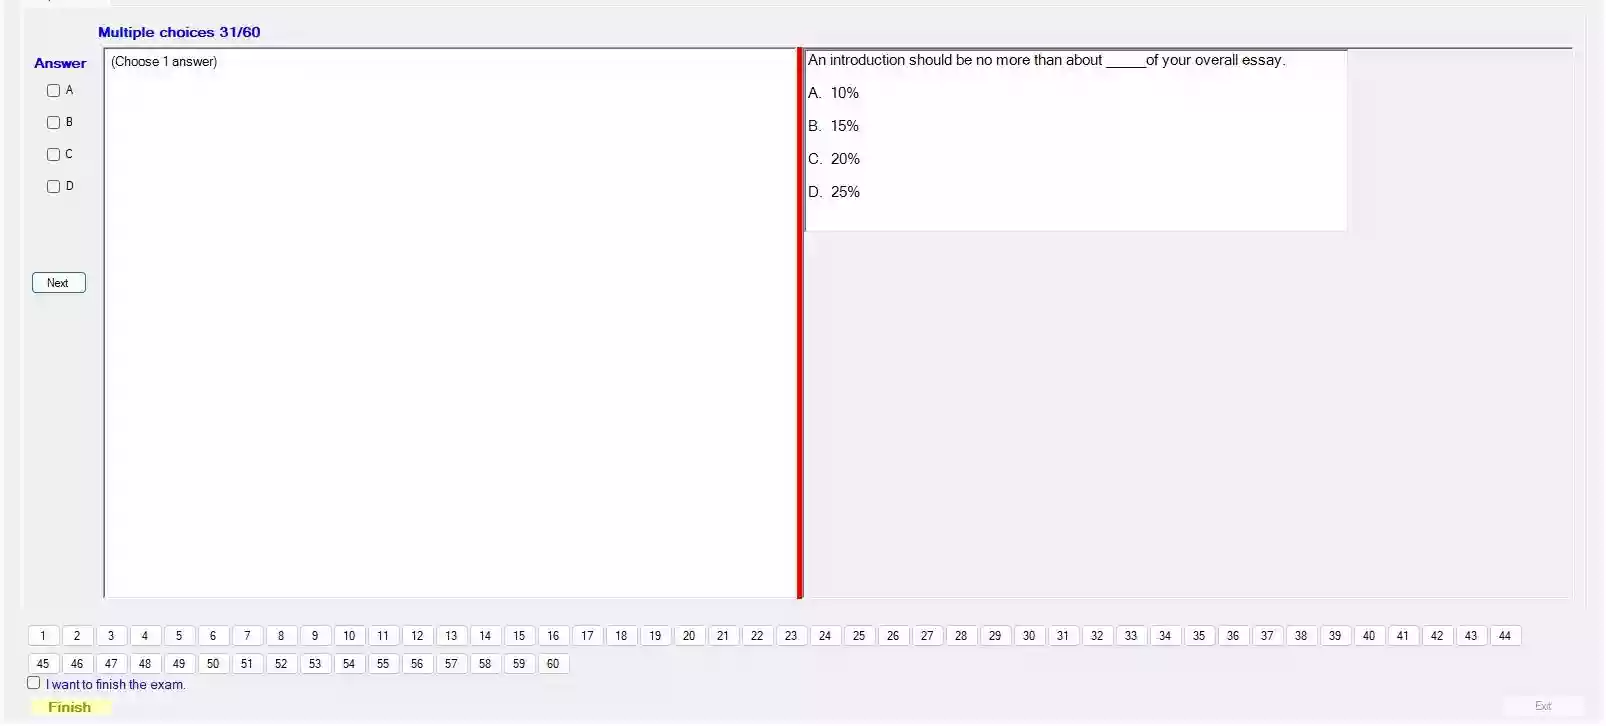 Multiple choices 31/60
Answer
(Choose 1 answer)
A
B
C
D
Next
An introduction should be no more than about _____of your overall essay.
A. 10%
B. 15%
C. 20%
D. 25%
1 2 3 4 5 6 7 8 9 10 11 12 13 14 15 16 17 18 19 20 21 22 23 24 25 26 27 28 29 30 31 32 33 34 35 36 37 38 39 40 41 42 43 44
45 46 47 48 49 50 51 52 53 54 55 56 57 58 59 60
I want to finish the exam.
Finish
Exit